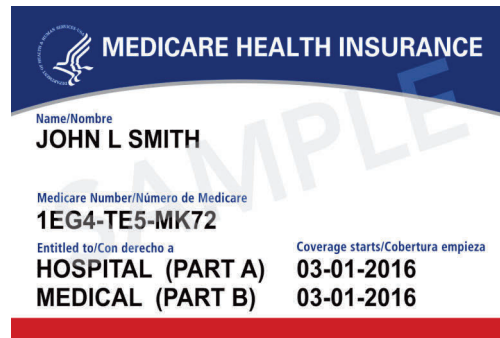 MEDICARE HEALTH INSURANCE
Name/Nombre
JOHN L SMITH
Medicare Number/Número de Medicare
1EG4-TE5-MK72
Entitled to/Con derecho a
Coverage starts/Cobertura empieza
HOSPITAL (PART A) 03-01-2016
MEDICAL (PART B) 03-01-2016
SAMPLE